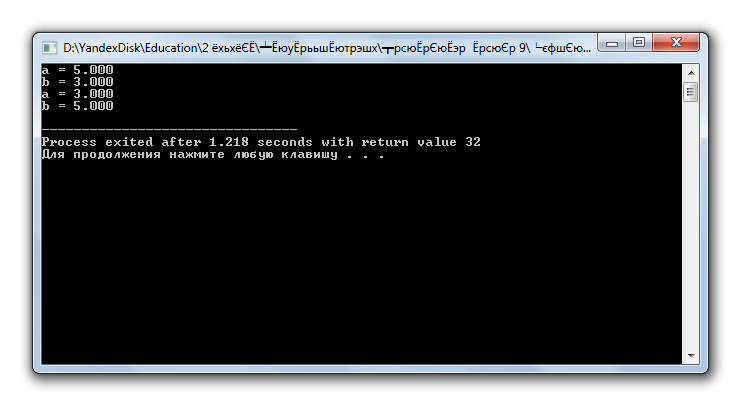 D:\YandexDisk\Education\2 ёхьхёЄЁ\┴ЁюуЁрььшЁютрэшх\┬рсюЁрЄюЁэр ЁрсюЄр 9\ └єфшЄю...
a = 5.000
b = 3.000
a = 3.000
b = 5.000
--------------------------------
Process exited after 1.218 seconds with return value 32
Для продолжения нажмите любую клавишу . . .